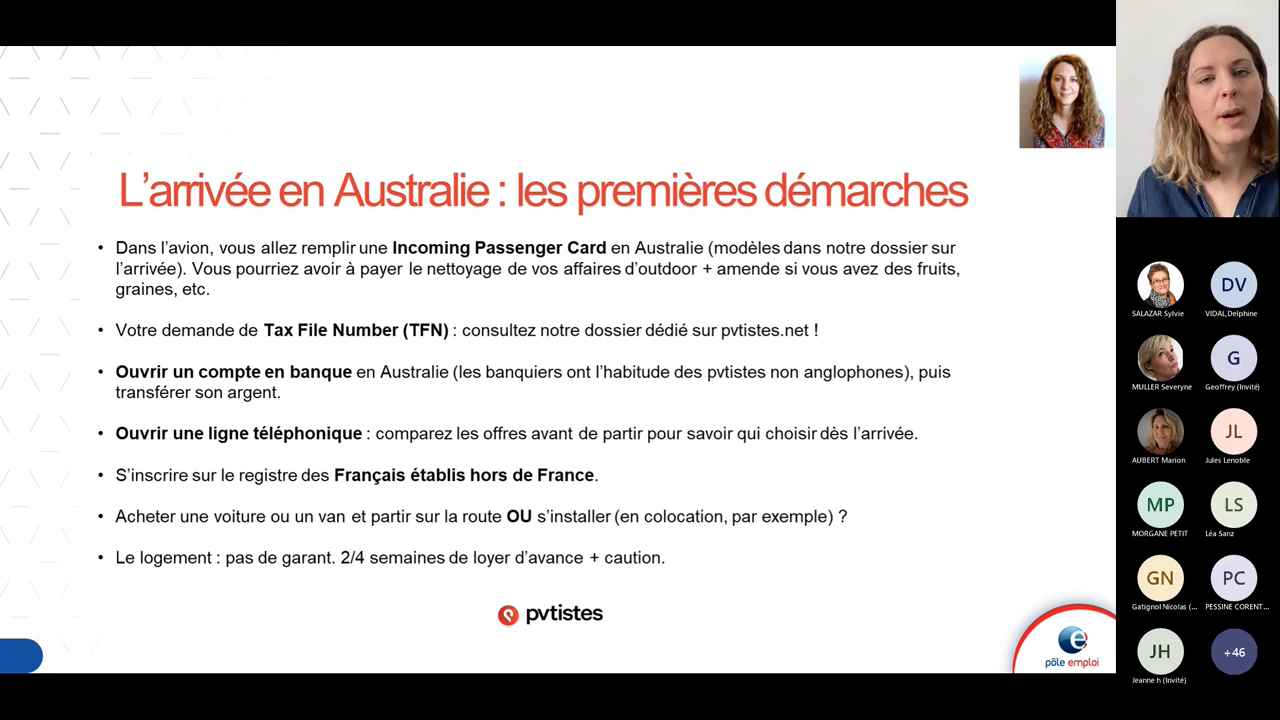 L'arrivée en Australie : les premières démarches
• Dans l'avion, vous allez remplir une Incoming Passenger Card en Australie (modèles dans notre dossier sur
l'arrivée). Vous pourriez avoir à payer le nettoyage de vos affaires d'outdoor + amende si vous avez des fruits,
graines, etc.
• Votre demande de Tax File Number (TFN) : consultez notre dossier dédié sur pvtistes.net !
• Ouvrir un compte en banque en Australie (les banquiers ont l'habitude des pvtistes non anglophones), puis
transférer son argent.
• Ouvrir une ligne téléphonique : comparez les offres avant de partir pour savoir qui choisir dès l'arrivée.
• S'inscrire sur le registre des Français établis hors de France.
• Acheter une voiture ou un van et partir sur la route OU s'installer (en colocation, par exemple) ?
• Le logement : pas de garant. 2/4 semaines de loyer d'avance + caution.
pvtistes
e
pôle emploi
DV
SALAZAR Sylvie
VIDAL,Delphine
G
MULLER Severyne
Geoffrey (Invité)
JL
AUBERT Marion
Jules Lenoble
MP
LS
MORGANE PETIT
Léa Sanz
GN
PC
Gatignol Nicolas (...
PESSINE CORENT...
JH
+46
Jeanne h (Invité)